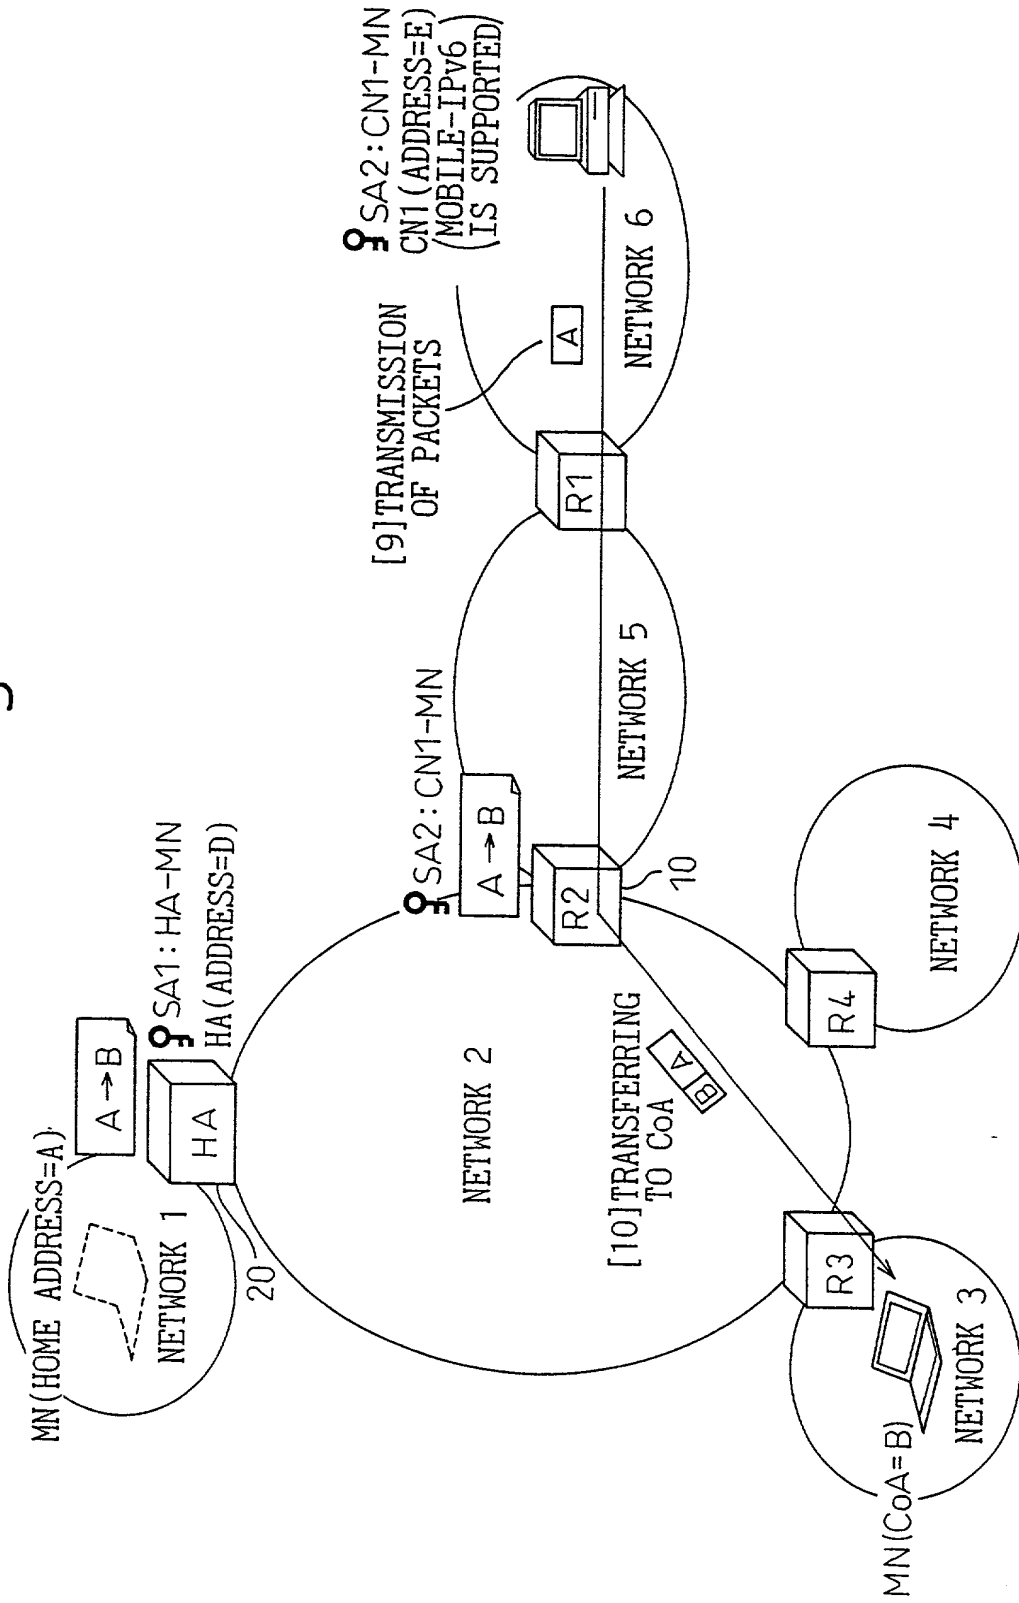 MN(HOME ADDRESS=A)
NETWORK 1
A→B
HA
20
SA1:HA-MN
HA(ADDRESS=D)
NETWORK 2
SA2:CN1-MN
A→B
R2
10
[10]TRANSFERRING
TO CoA
B A
R3
MN(CoA=B)
NETWORK 3
R4
NETWORK 4
NETWORK 5
R1
[9]TRANSMISSION
OF PACKETS
A
NETWORK 6
SA2:CN1-MN
CN1(ADDRESS=E)
(MOBILE-IPv6
IS SUPPORTED)